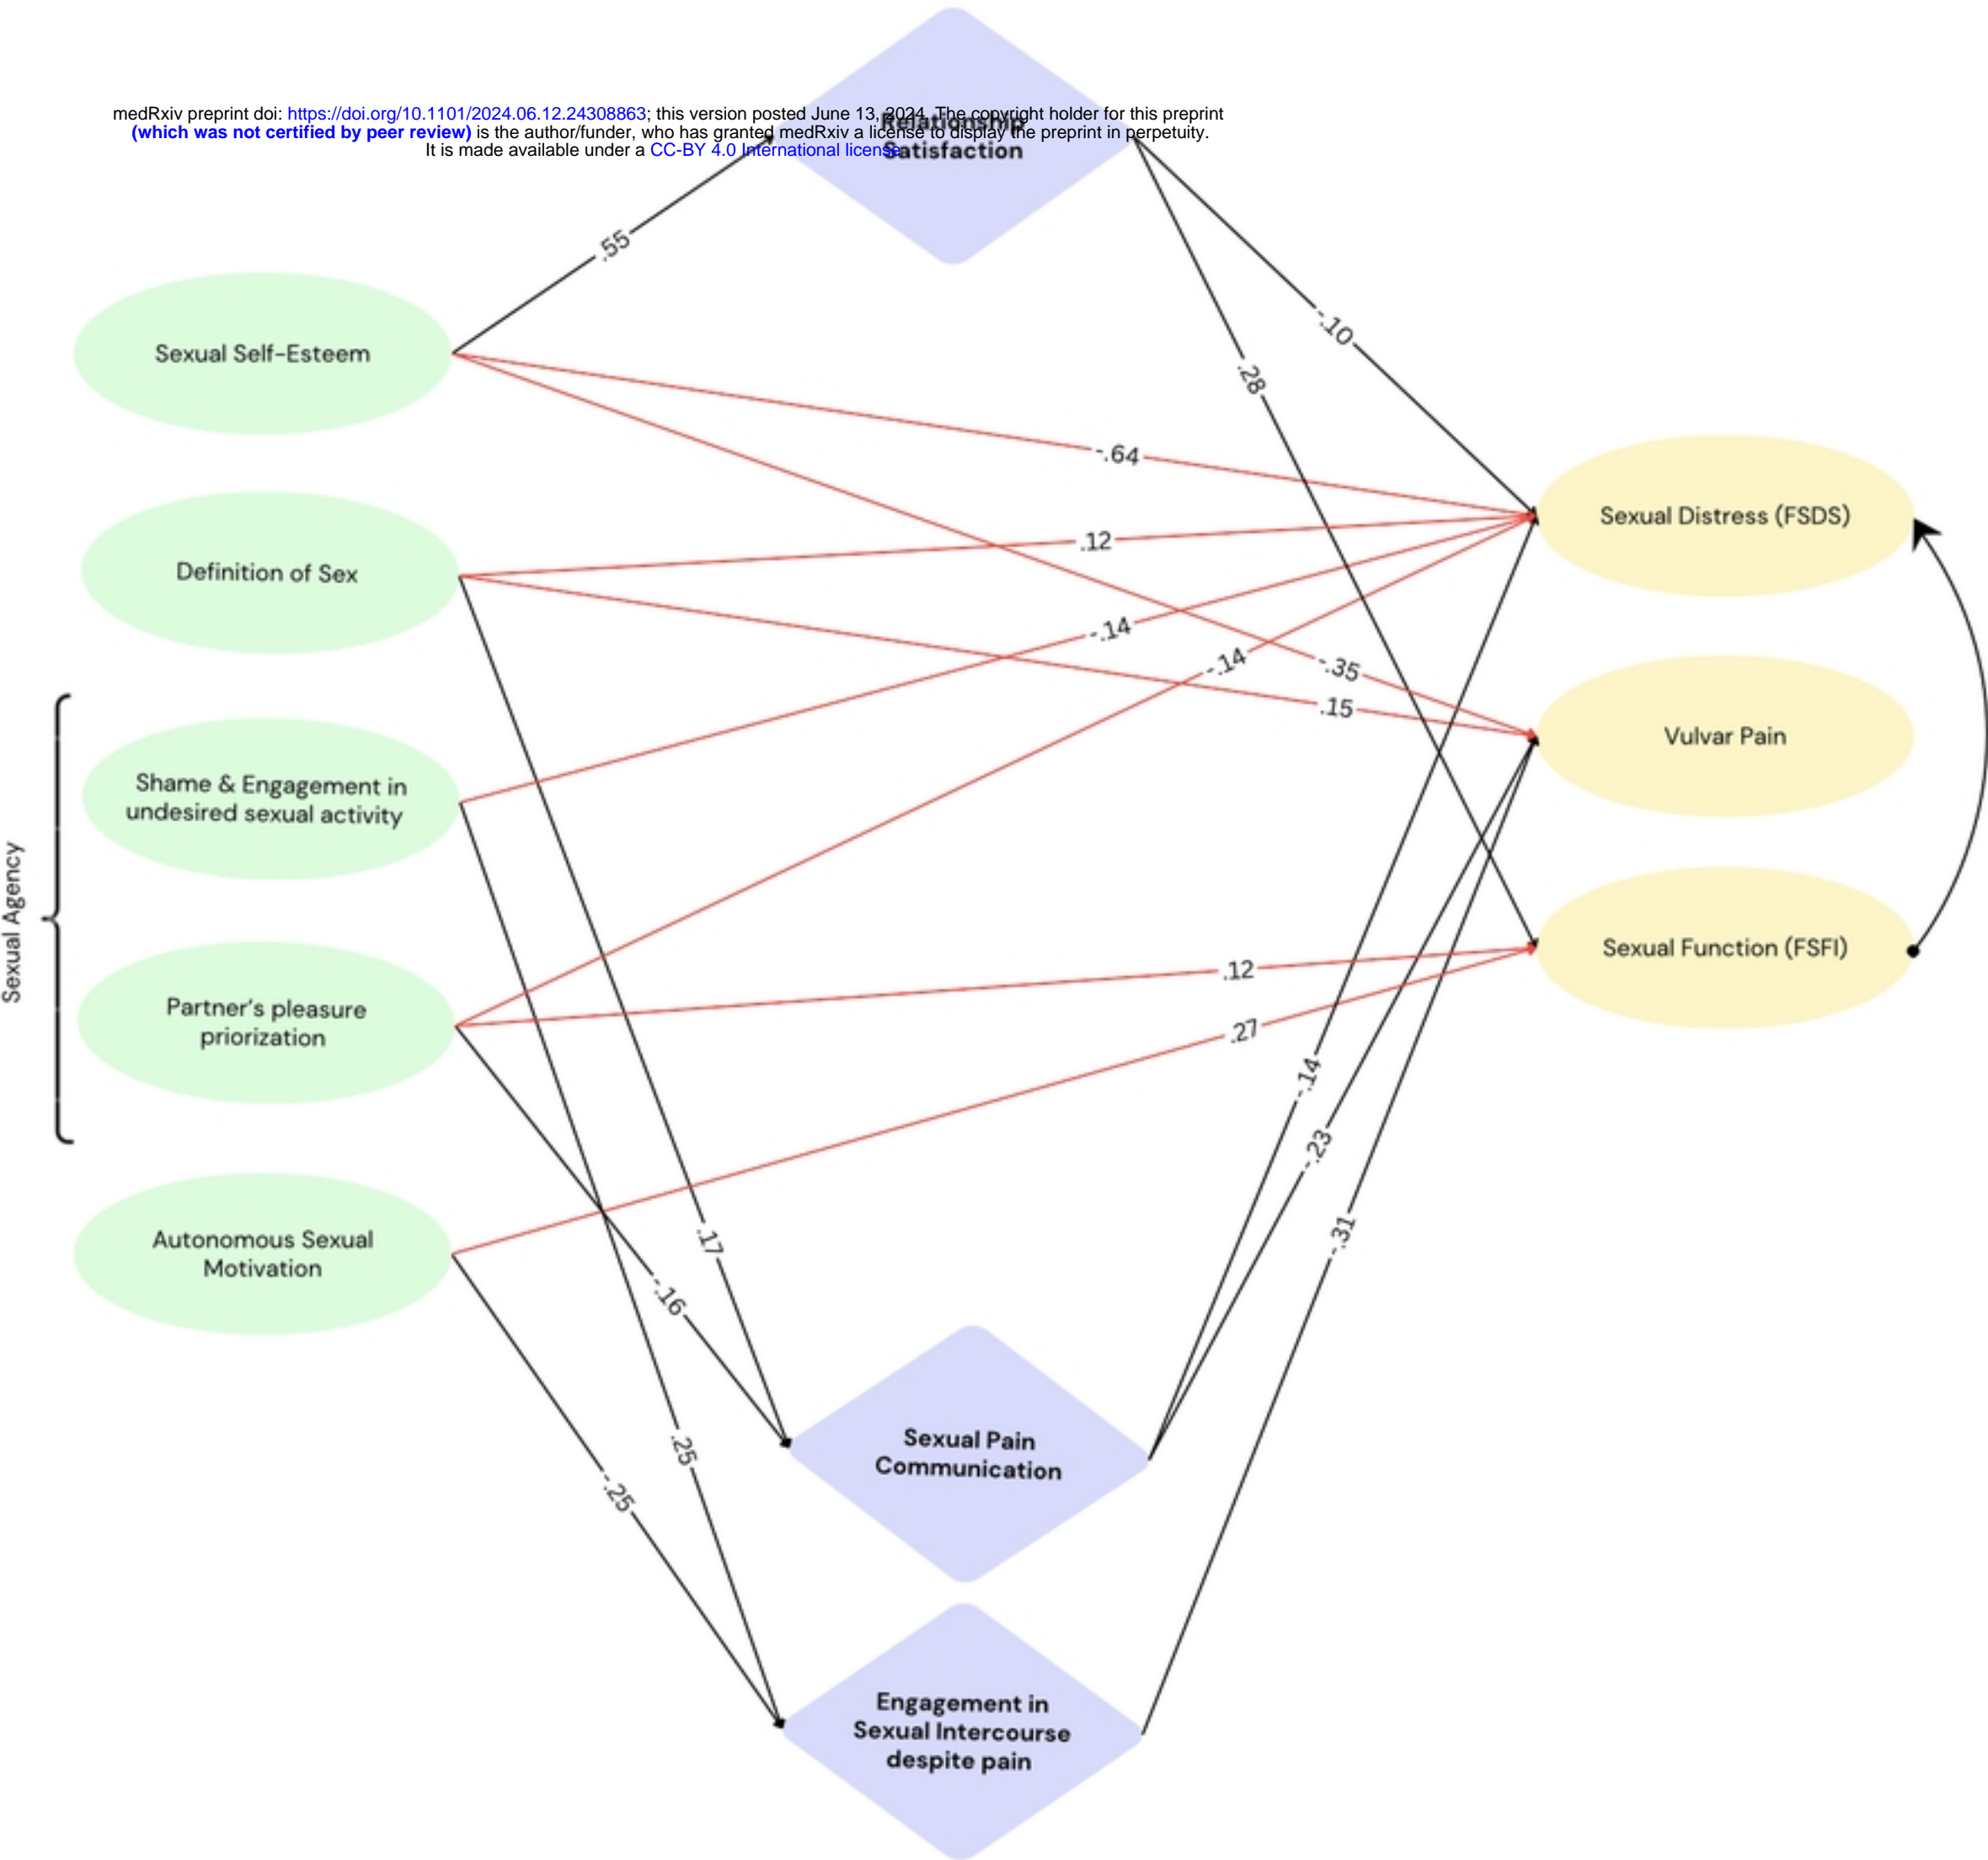 medRxiv preprint doi: https://doi.org/10.1101/2024.06.12.24308863; this version posted June 13, 2024. The copyright holder for this preprint
(which was not certified by peer review) is the author/funder, who has granted medRxiv a license to display the preprint in perpetuity.
It is made available under a CC-BY 4.0 International license.
Relationship
Satisfaction
.55
-.10
.28
Sexual Self-Esteem
-.64
Sexual Distress (FSDS)
.12
Definition of Sex
-.14
-.14
-.35
.15
Vulvar Pain
Shame & Engagement in
undesired sexual activity
Sexual Agency
Sexual Function (FSFI)
.12
Partner's pleasure
priorization
.27
-.14
-.23
-.31
Autonomous Sexual
Motivation
.17
-.16
.25
-.25
Sexual Pain
Communication
Engagement in
Sexual Intercourse
despite pain